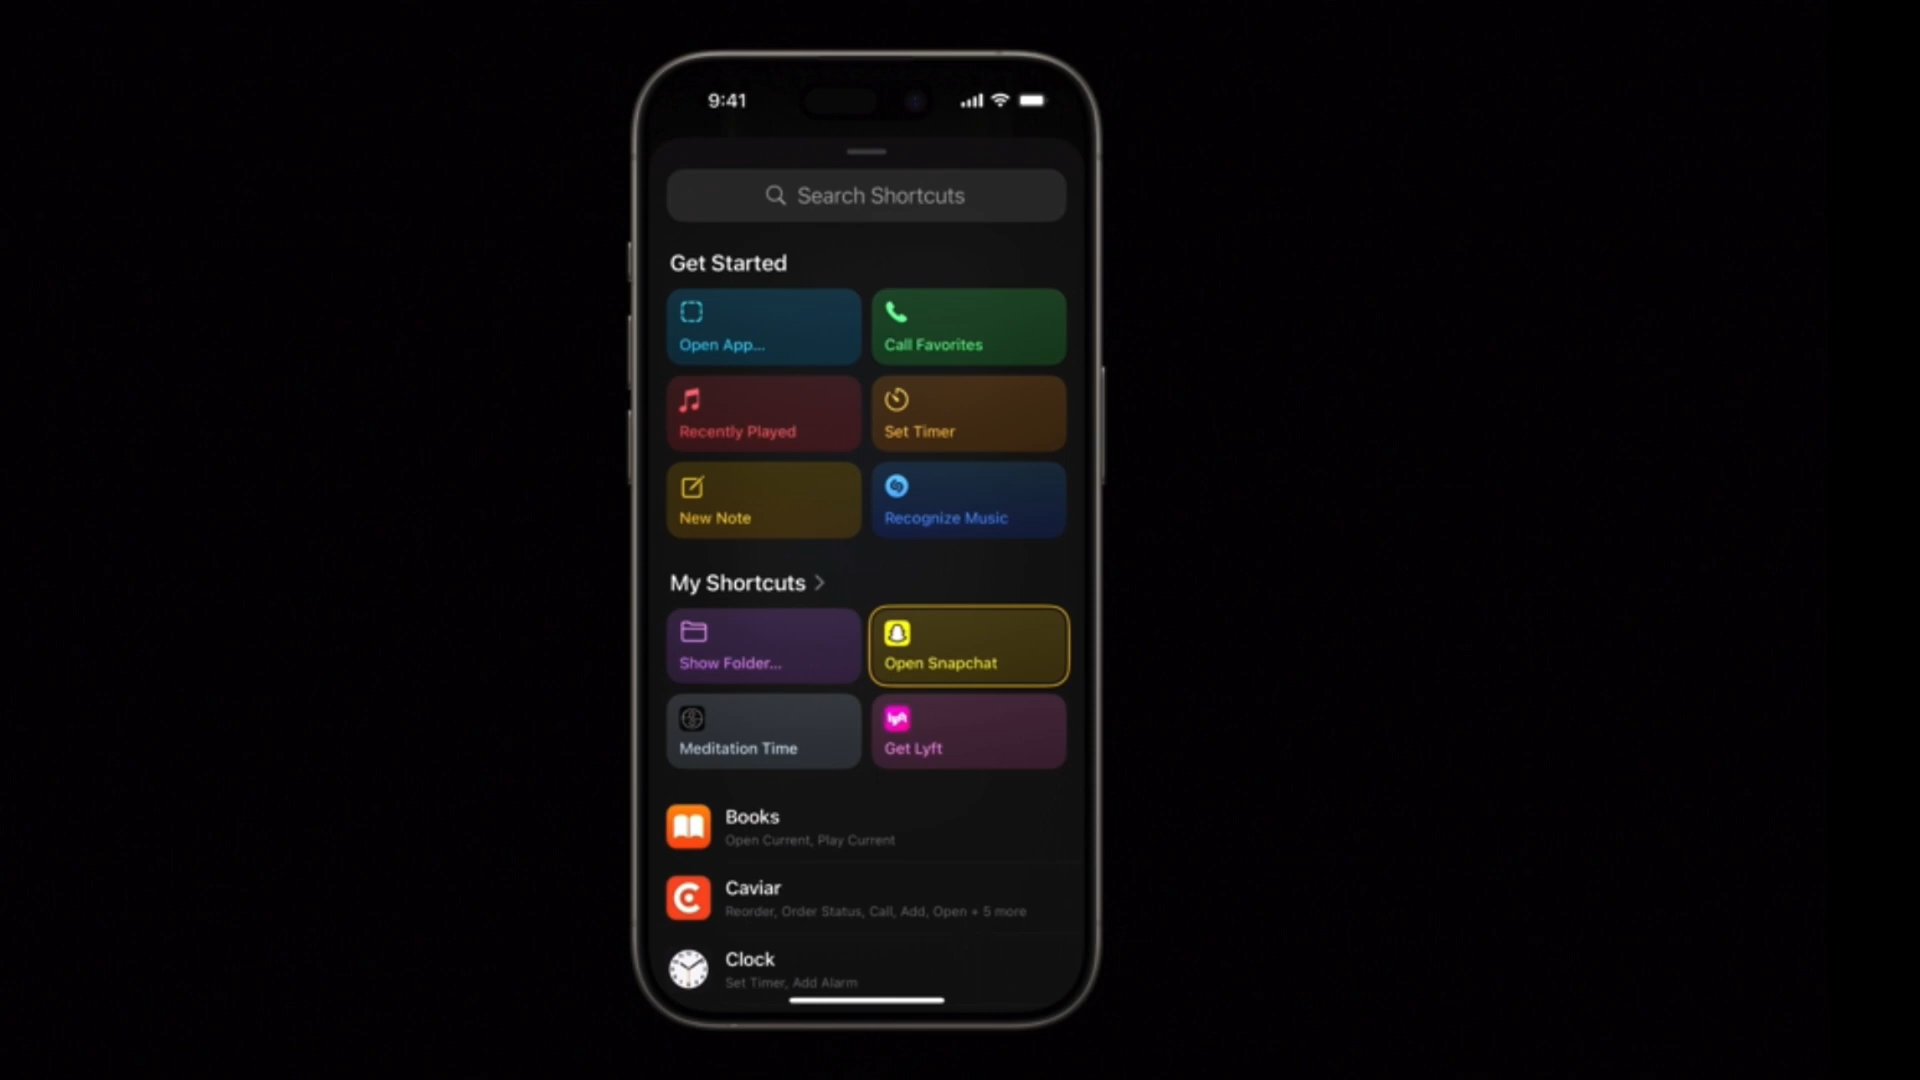 9:41
Search Shortcuts
Get Started
Open App...
Call Favorites
Recently Played
Set Timer
New Note
Recognize Music
My Shortcuts
Show Folder...
Open Snapchat
Meditation Time
lyft
Get Lyft
Books
Open Current, Play Current
Caviar
Reorder, Order Status, Call, Add, Open + 5 more
Clock
Set Timer, Add Alarm